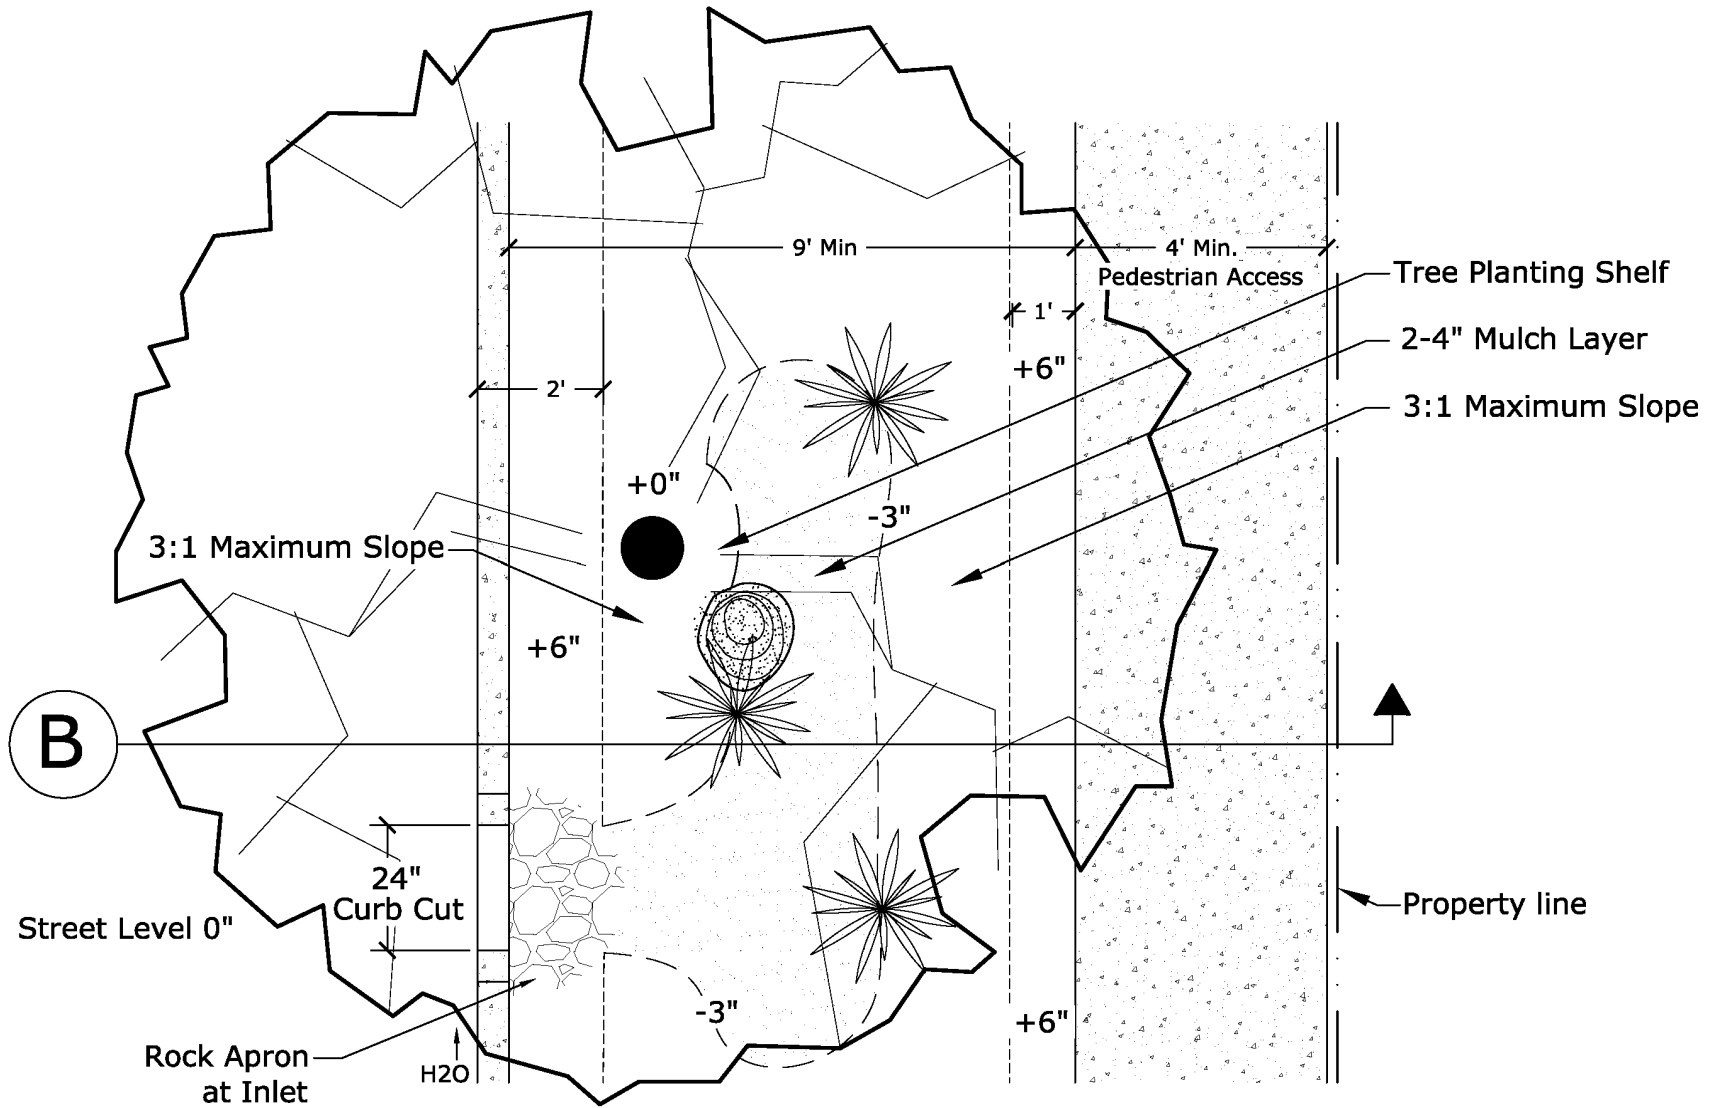 9' Min
4' Min.
Pedestrian Access
Tree Planting Shelf
1'
2-4" Mulch Layer
+6"
2'
3:1 Maximum Slope
+0"
-3"
3:1 Maximum Slope
+6"
B
24"
Curb Cut
Property line
Street Level 0"
-3"
+6"
Rock Apron
at Inlet
H2O